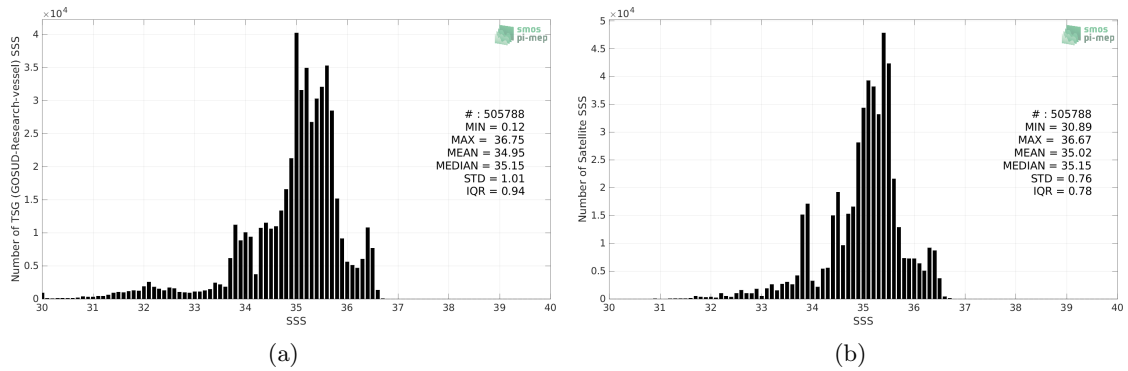 ×10⁴
4
3.5
3
2.5
2
1.5
1
0.5
0
Number of TSG (GOSUD-Research-vessel) SSS
smos
pi-mep
# : 505788
MIN = 0.12
MAX = 36.75
MEAN = 34.95
MEDIAN = 35.15
STD = 1.01
IQR = 0.94
30 31 32 33 34 35 36 37 38 39 40
SSS
(a)
×10⁴
5
4.5
4
3.5
3
2.5
2
1.5
1
0.5
0
Number of Satellite SSS
smos
pi-mep
# : 505788
MIN = 30.89
MAX = 36.67
MEAN = 35.02
MEDIAN = 35.15
STD = 0.76
IQR = 0.78
30 31 32 33 34 35 36 37 38 39 40
SSS
(b)